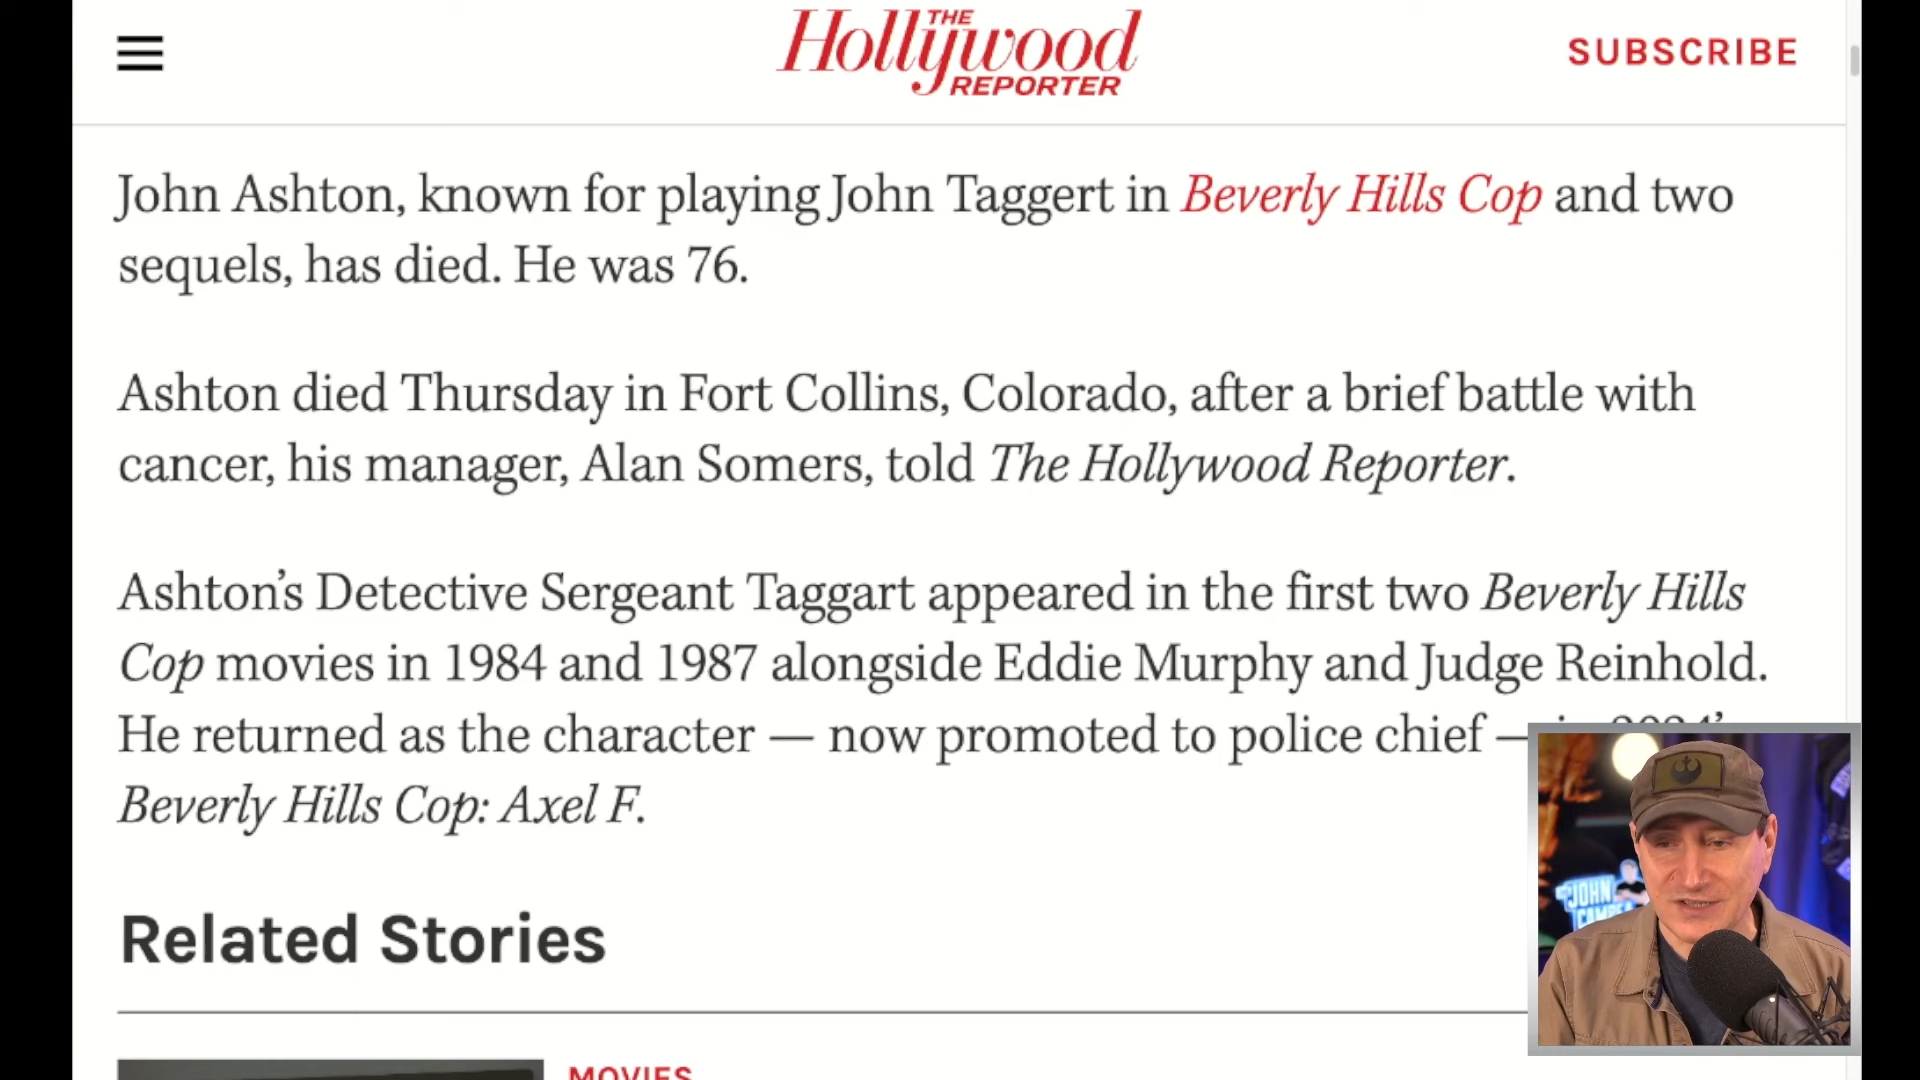 THE
Hollywood
REPORTER
SUBSCRIBE
John Ashton, known for playing John Taggert in Beverly Hills Cop and two
sequels, has died. He was 76.
Ashton died Thursday in Fort Collins, Colorado, after a brief battle with
cancer, his manager, Alan Somers, told The Hollywood Reporter.
Ashton’s Detective Sergeant Taggart appeared in the first two Beverly Hills
Cop movies in 1984 and 1987 alongside Eddie Murphy and Judge Reinhold.
He returned as the character — now promoted to police chief —
Beverly Hills Cop: Axel F.
JOHN
Related Stories
MOVIES